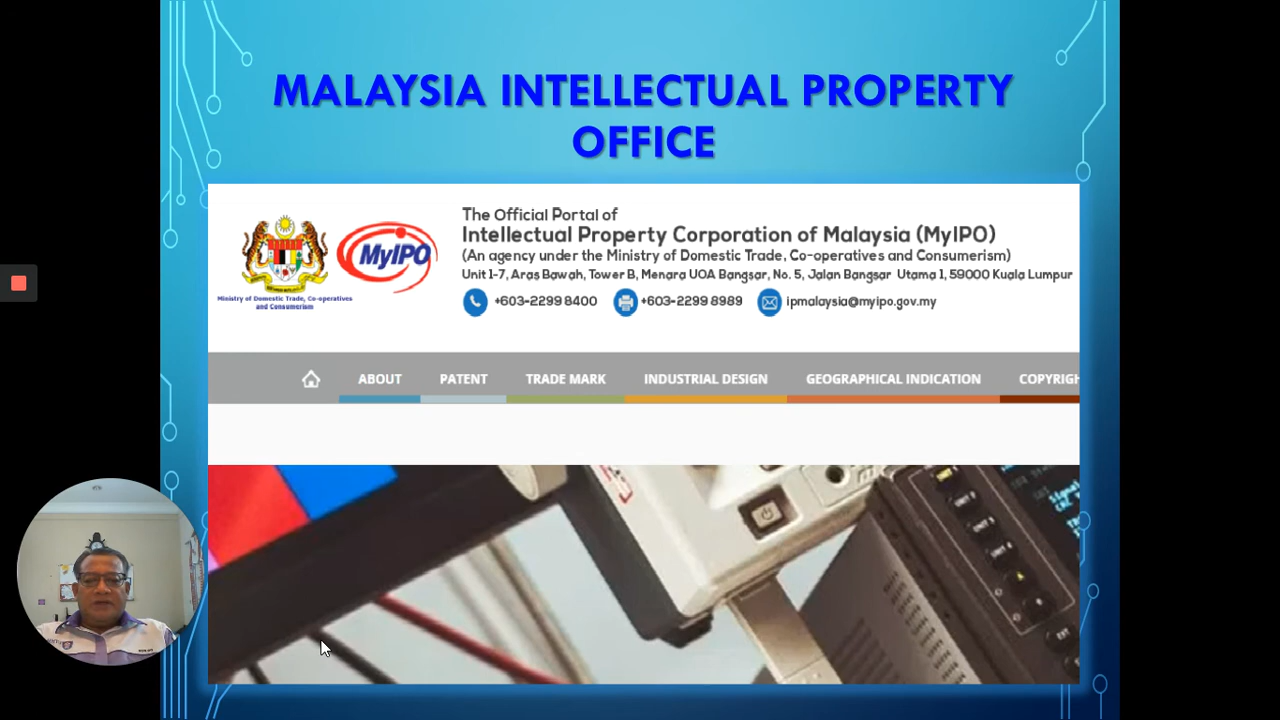 MALAYSIA INTELLECTUAL PROPERTY
OFFICE
The Official Portal of
Intellectual Property Corporation of Malaysia (MyIPO)
(An agency under the Ministry of Domestic Trade, Co-operatives and Consumerism)
Unit 1-7, Aras Bawah, Tower B, Menara UOA Bangsar, No. 5, Jalan Bangsar Utama 1, 59000 Kuala Lumpur
+603-2299 8400 +603-2299 8989 ipmalaysia@myipo.gov.my
MyIPO
Ministry of Domestic Trade, Co-operatives
and Consumerism
ABOUT PATENT TRADE MARK INDUSTRIAL DESIGN GEOGRAPHICAL INDICATION COPYRIGH
UNIT
EXT